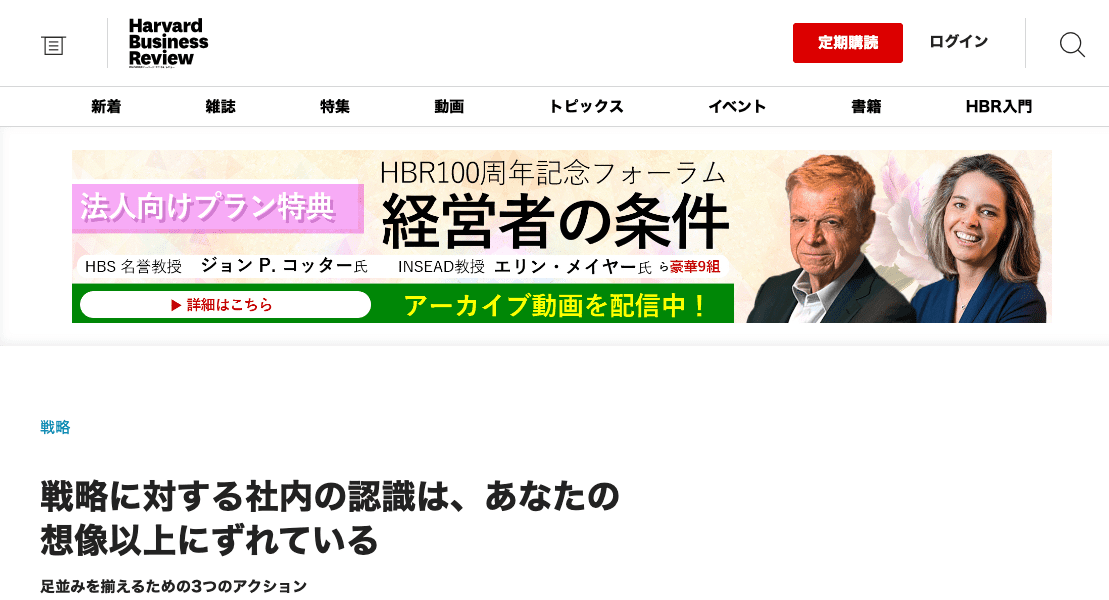 Harvard
Business
Review
定期購読
ログイン
新着 雑誌 特集 動画 トピックス イベント 書籍 HBR入門
HBR100周年記念フォーラム
法人向けプラン特典
経営者の条件
HBS 名誉教授 ジョン P. コッター氏 INSEAD教授 エリン・メイヤー氏 ら豪華9組
▶ 詳細はこちら
アーカイブ動画を配信中！
戦略
戦略に対する社内の認識は、あなたの
想像以上にずれている
足並みを揃えるための3つのアクション